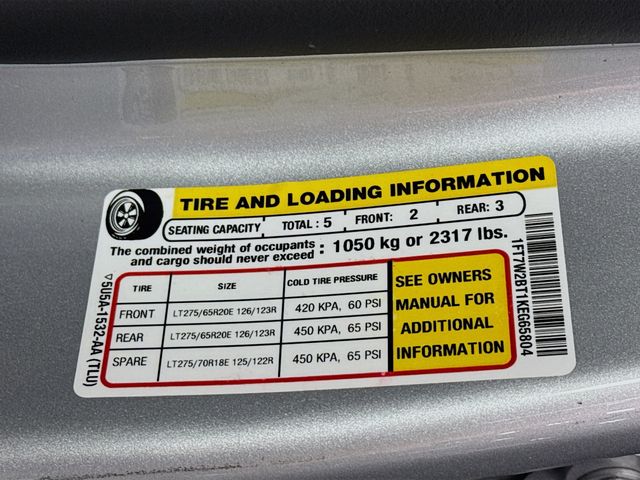 TIRE AND LOADING INFORMATION
SEATING CAPACITY TOTAL : 5 FRONT: 2 REAR: 3
The combined weight of occupants and cargo should never exceed : 1050 kg or 2317 lbs.
TIRE SIZE COLD TIRE PRESSURE
FRONT LT275/65R20E 126/123R 420 KPA, 60 PSI
REAR LT275/65R20E 126/123R 450 KPA, 65 PSI
SPARE LT275/70R18E 125/122R 450 KPA, 65 PSI
SEE OWNERS
MANUAL FOR
ADDITIONAL
INFORMATION
▽5U5A-1532-AA (TLU)
1FT7W2BT1KEG65804